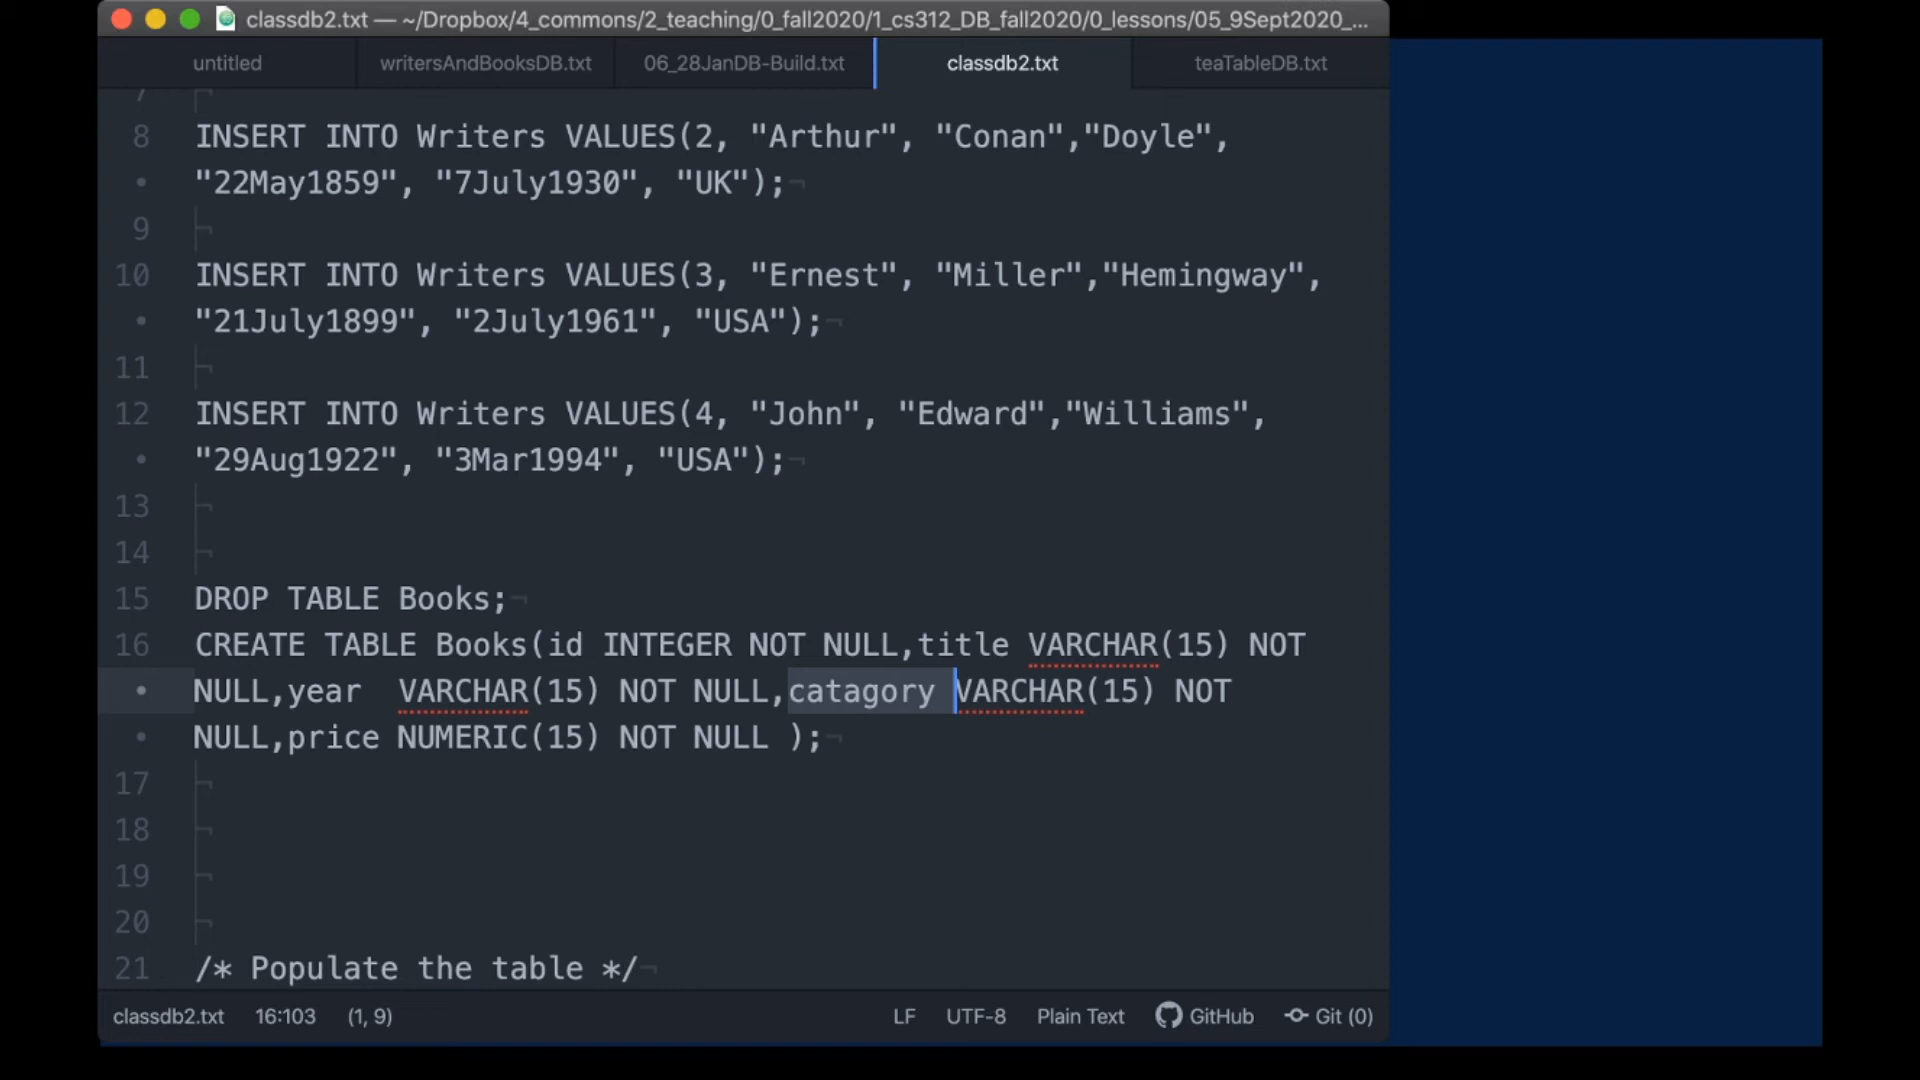 classdb2.txt — ~/Dropbox/4_commons/2_teaching/0_fall2020/1_cs312_DB_fall2020/0_lessons/05_9Sept2020_...
untitled writersAndBooksDB.txt 06_28JanDB-Build.txt classdb2.txt teaTableDB.txt
7
8 INSERT INTO Writers VALUES(2, "Arthur", "Conan","Doyle",
"22May1859", "7July1930", "UK");
9
10 INSERT INTO Writers VALUES(3, "Ernest", "Miller","Hemingway",
"21July1899", "2July1961", "USA");
11
12 INSERT INTO Writers VALUES(4, "John", "Edward","Williams",
"29Aug1922", "3Mar1994", "USA");
13
14
15 DROP TABLE Books;
16 CREATE TABLE Books(id INTEGER NOT NULL,title VARCHAR(15) NOT
NULL,year  VARCHAR(15) NOT NULL,catagory VARCHAR(15) NOT
NULL,price NUMERIC(15) NOT NULL );
17
18
19
20
21 /* Populate the table */
classdb2.txt 16:103 (1, 9) LF UTF-8 Plain Text GitHub Git (0)